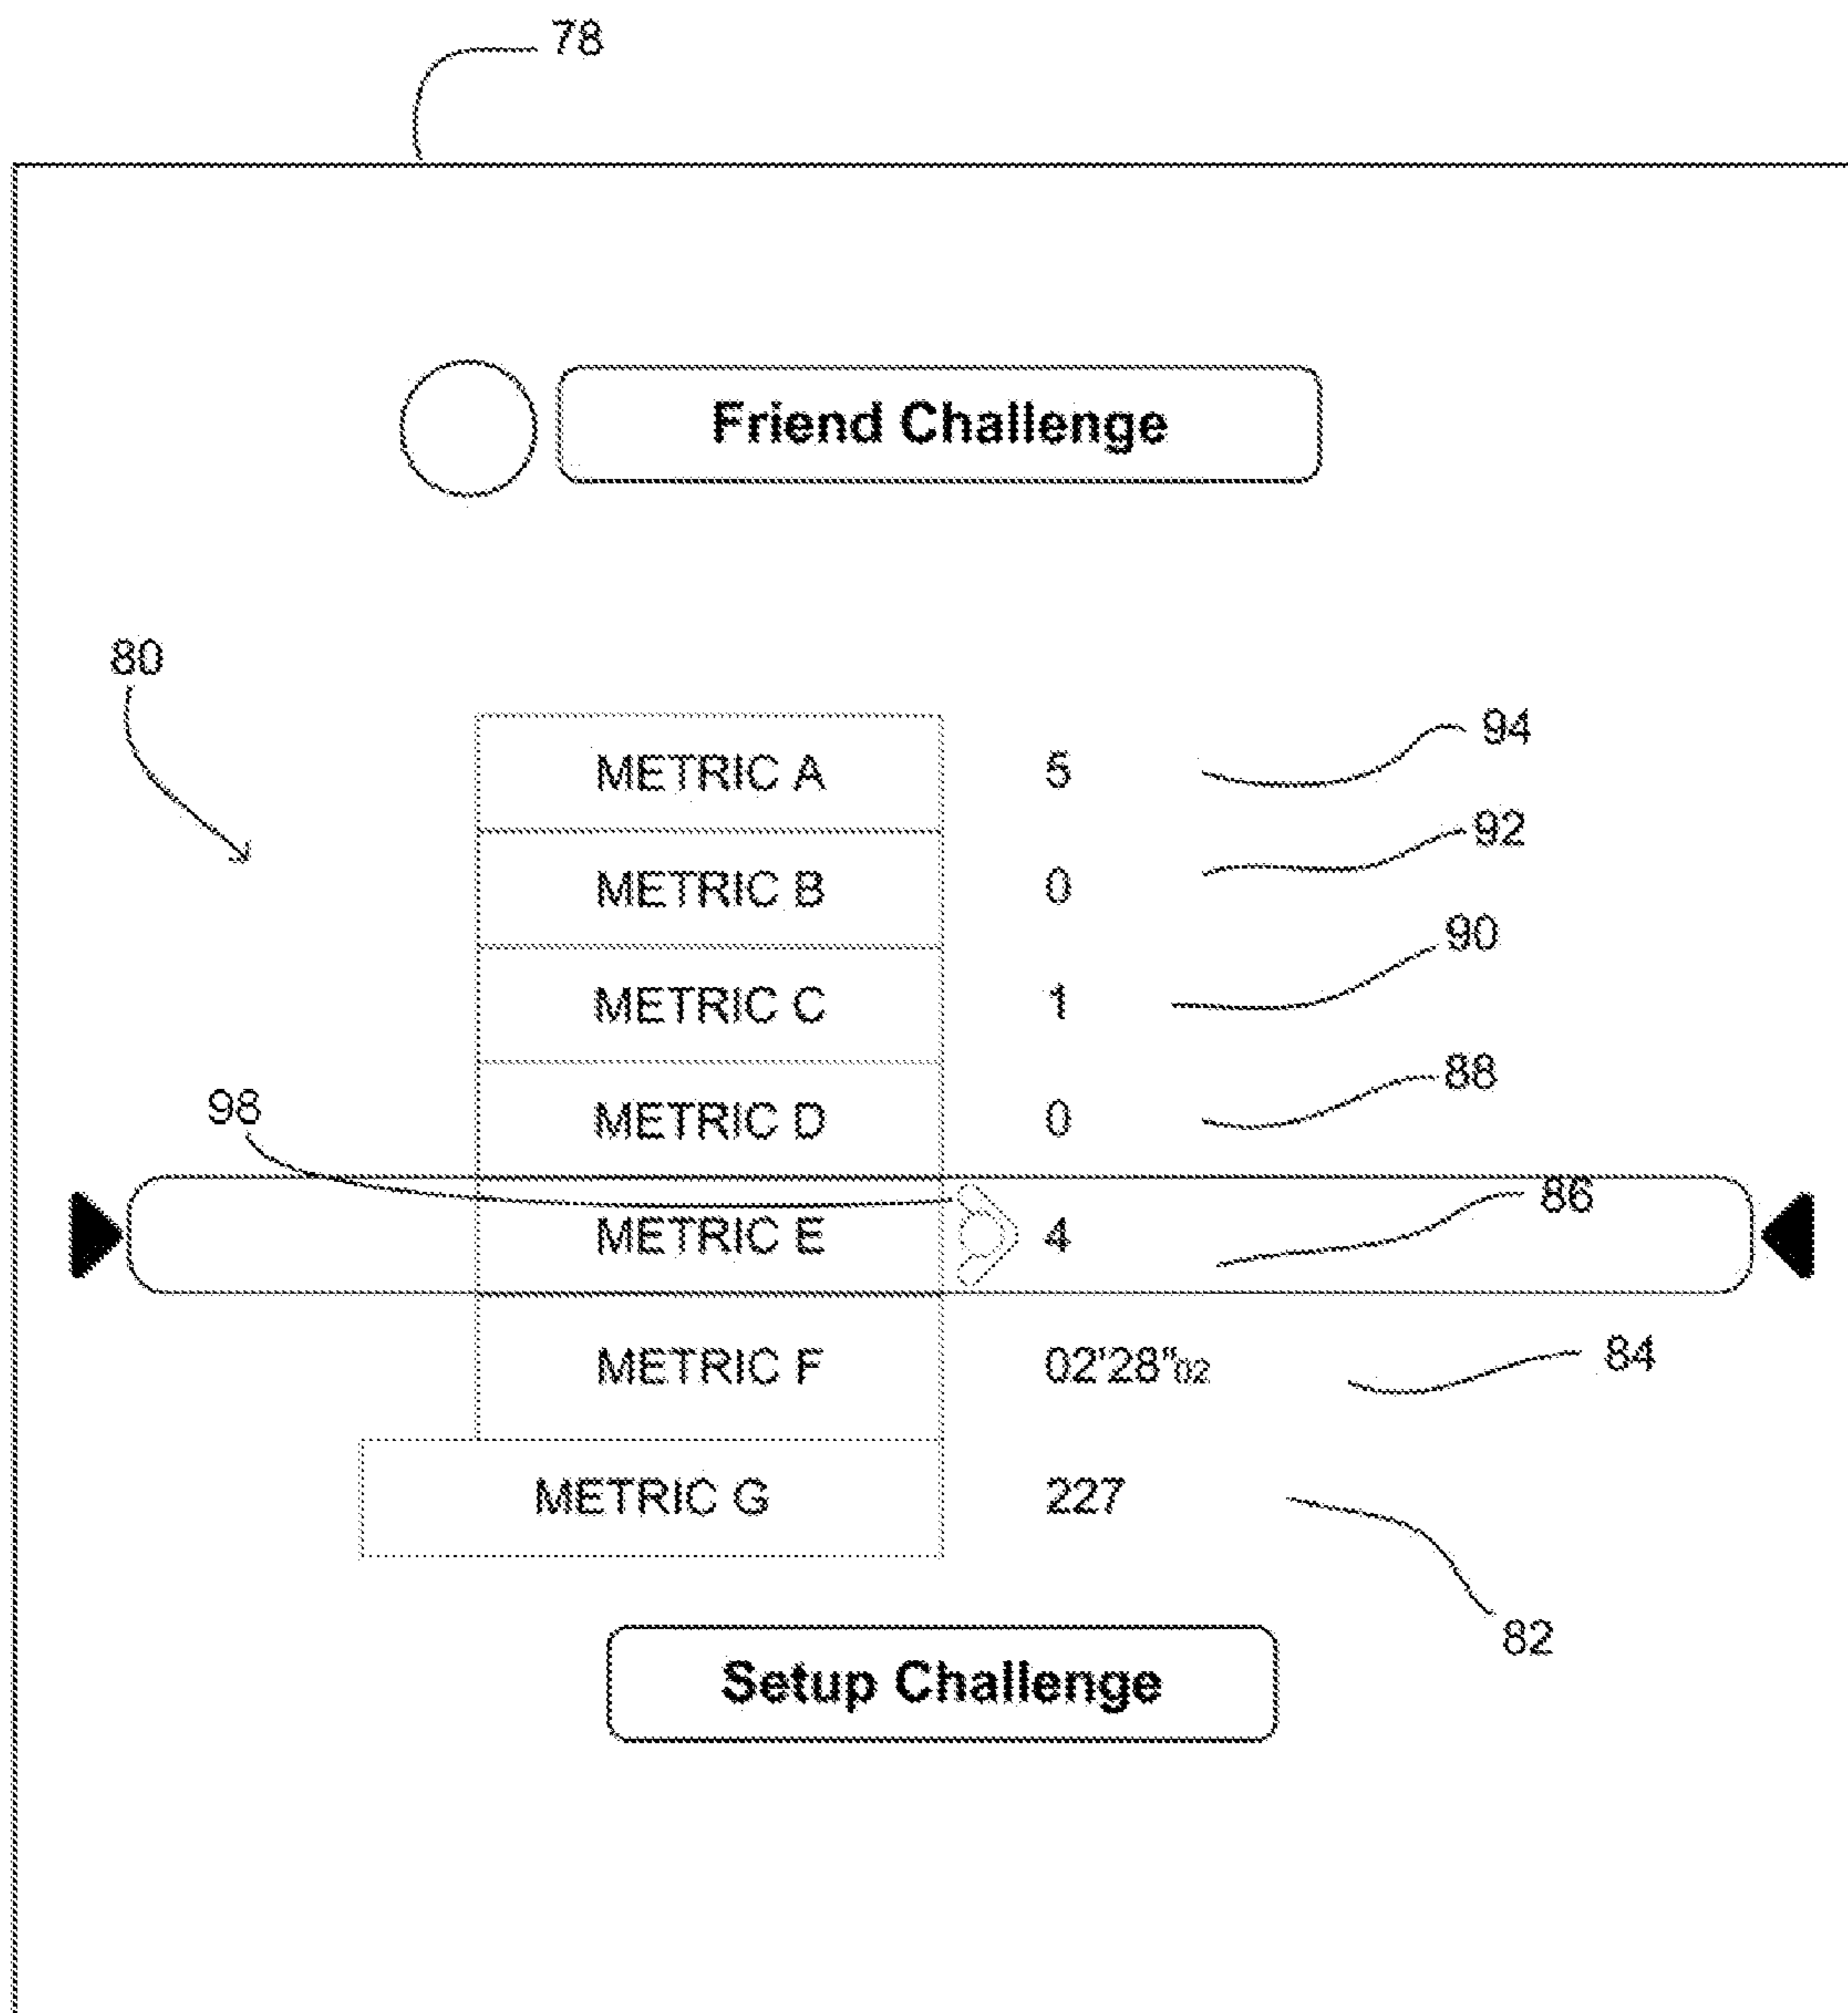 78
Friend Challenge
80
METRIC A 5 94
METRIC B 0 92
METRIC C 1 90
METRIC D 0 88
98
METRIC E 4 86
METRIC F 02'28"02 84
METRIC G 227
82
Setup Challenge